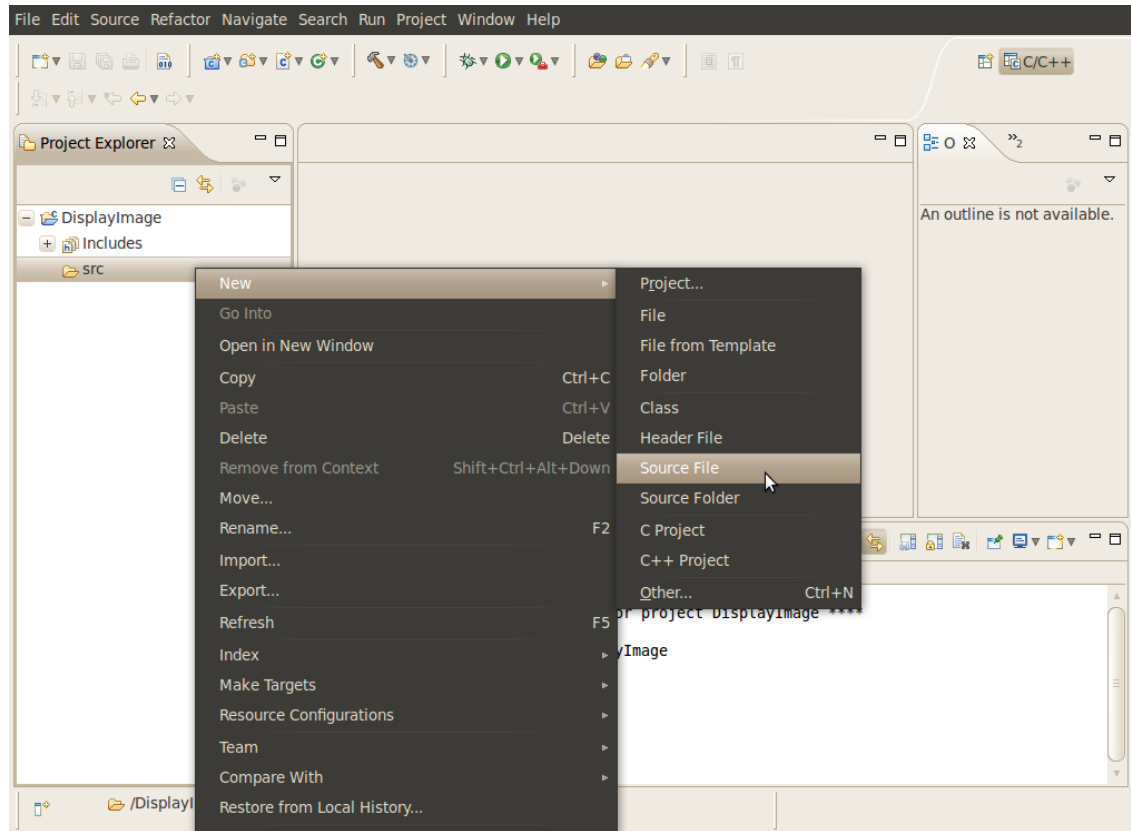 File Edit Source Refactor Navigate Search Run Project Window Help
C/C++
Project Explorer
O
»2
DisplayImage
Includes
src
An outline is not available.
New
Go Into
Open in New Window
Copy Ctrl+C
Paste Ctrl+V
Delete Delete
Remove from Context Shift+Ctrl+Alt+Down
Move...
Rename... F2
Import...
Export...
Refresh F5
Index
Make Targets
Resource Configurations
Team
Compare With
Restore from Local History...
Project...
File
File from Template
Folder
Class
Header File
Source File
Source Folder
C Project
C++ Project
Other... Ctrl+N
or project DisplayImage ****
yImage
/DisplayI